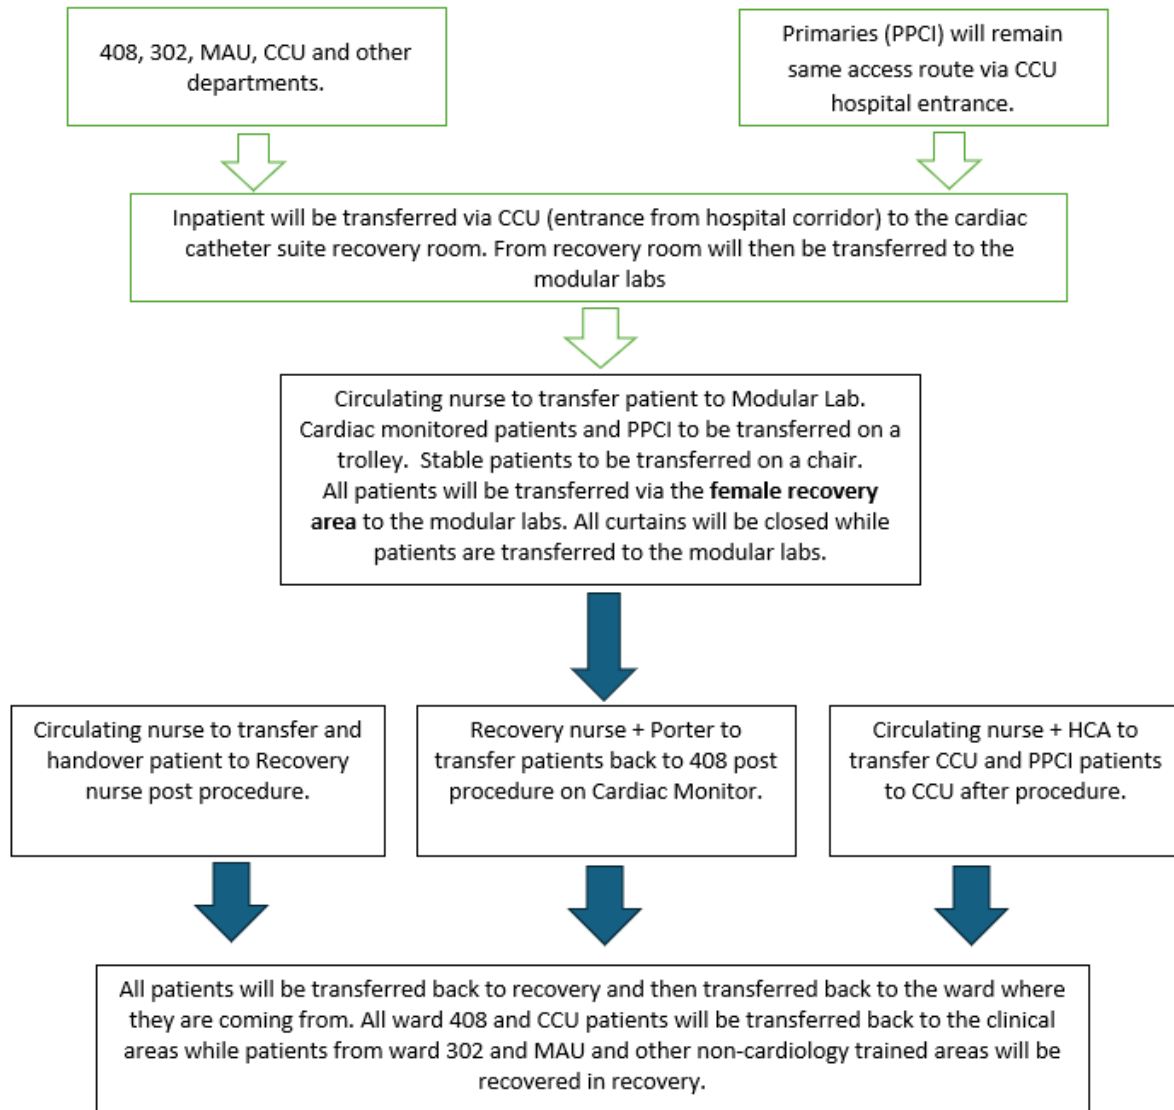 408, 302, MAU, CCU and other
departments.
Primaries (PPCI) will remain
same access route via CCU
hospital entrance.
Inpatient will be transferred via CCU (entrance from hospital corridor) to the cardiac
catheter suite recovery room. From recovery room will then be transferred to the
modular labs
Circulating nurse to transfer patient to Modular Lab.
Cardiac monitored patients and PPCI to be transferred on a
trolley.  Stable patients to be transferred on a chair.
All patients will be transferred via the female recovery
area to the modular labs. All curtains will be closed while
patients are transferred to the modular labs.
Circulating nurse to transfer and
handover patient to Recovery
nurse post procedure.
Recovery nurse + Porter to
transfer patients back to 408 post
procedure on Cardiac Monitor.
Circulating nurse + HCA to
transfer CCU and PPCI patients
to CCU after procedure.
All patients will be transferred back to recovery and then transferred back to the ward where
they are coming from. All ward 408 and CCU patients will be transferred back to the clinical
areas while patients from ward 302 and MAU and other non-cardiology trained areas will be
recovered in recovery.